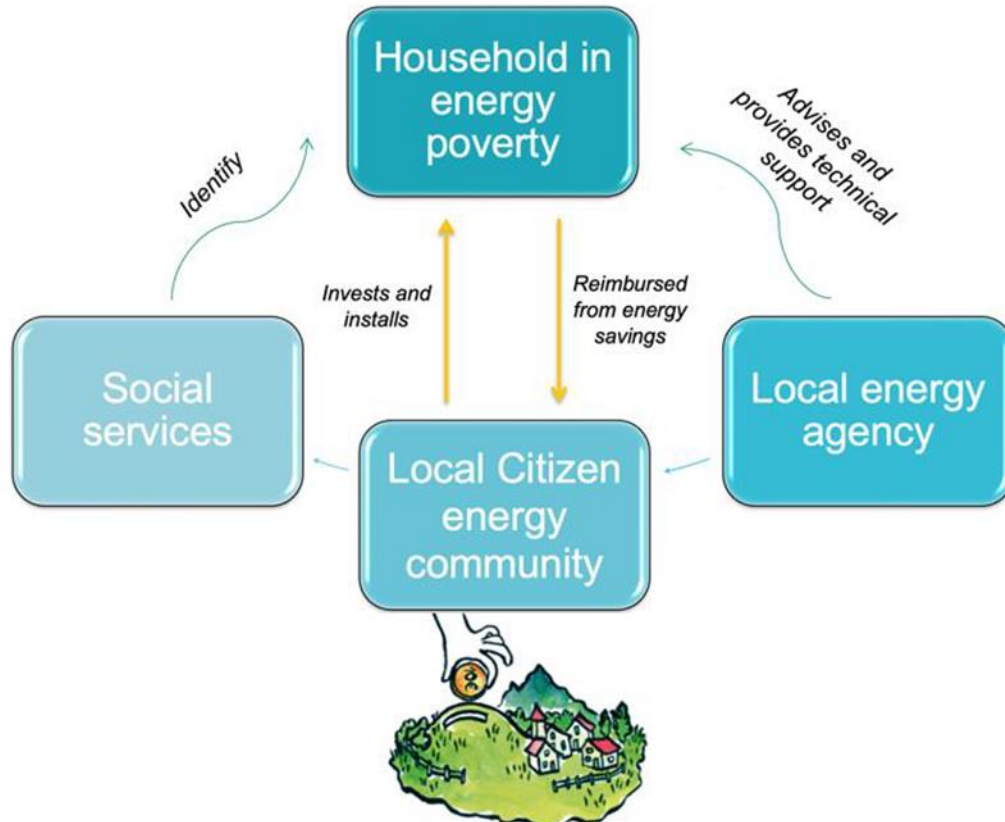 Household in
energy
poverty
Identify
Advises and
provides technical
support
Invests and
installs
Reimbursed
from energy
savings
Social
services
Local energy
agency
Local Citizen
energy
community